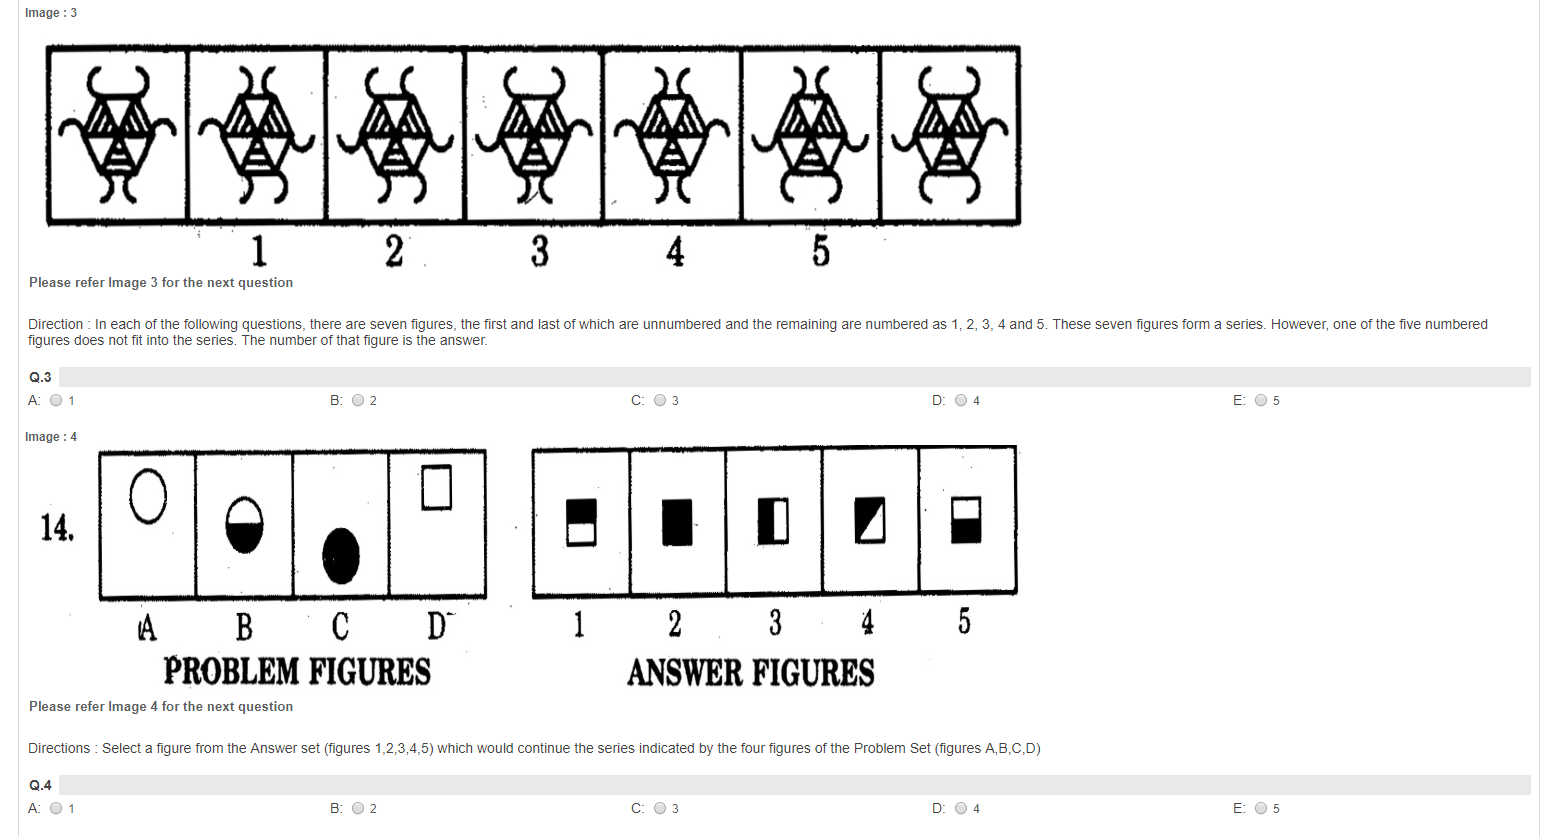 Image : 3
1 2 3 4 5
Please refer Image 3 for the next question
Direction : In each of the following questions, there are seven figures, the first and last of which are unnumbered and the remaining are numbered as 1, 2, 3, 4 and 5. These seven figures form a series. However, one of the five numbered
figures does not fit into the series. The number of that figure is the answer.
Q.3
A: 1 B: 2 C: 3 D: 4 E: 5
Image : 4
14.
A B C D 1 2 3 4 5
PROBLEM FIGURES ANSWER FIGURES
Please refer Image 4 for the next question
Directions : Select a figure from the Answer set (figures 1,2,3,4,5) which would continue the series indicated by the four figures of the Problem Set (figures A,B,C,D)
Q.4
A: 1 B: 2 C: 3 D: 4 E: 5